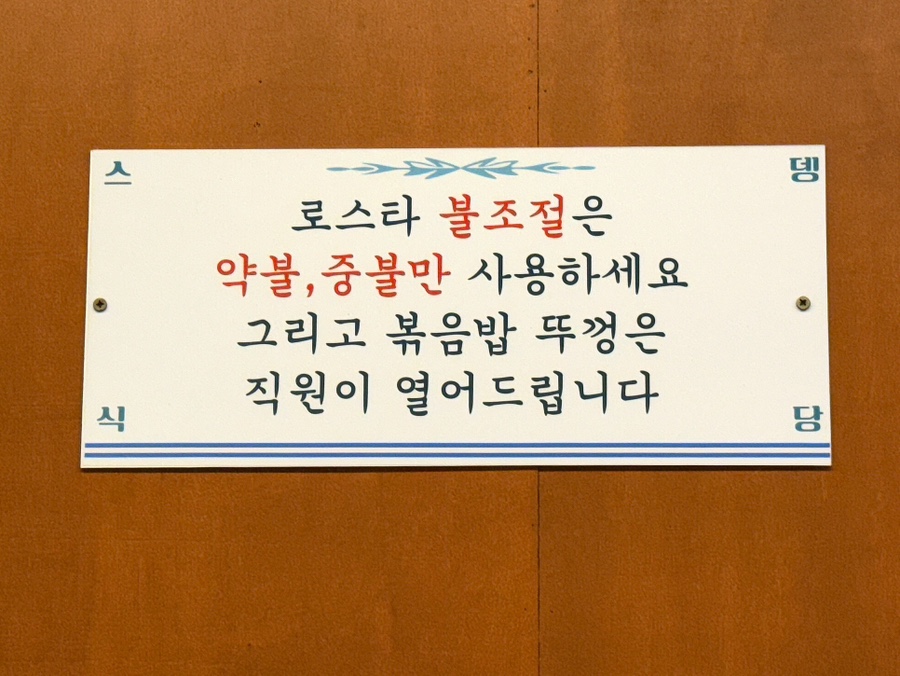 스 뎅
로스타 불조절은
약불,중불만 사용하세요
그리고 볶음밥 뚜껑은
직원이 열어드립니다
식 당